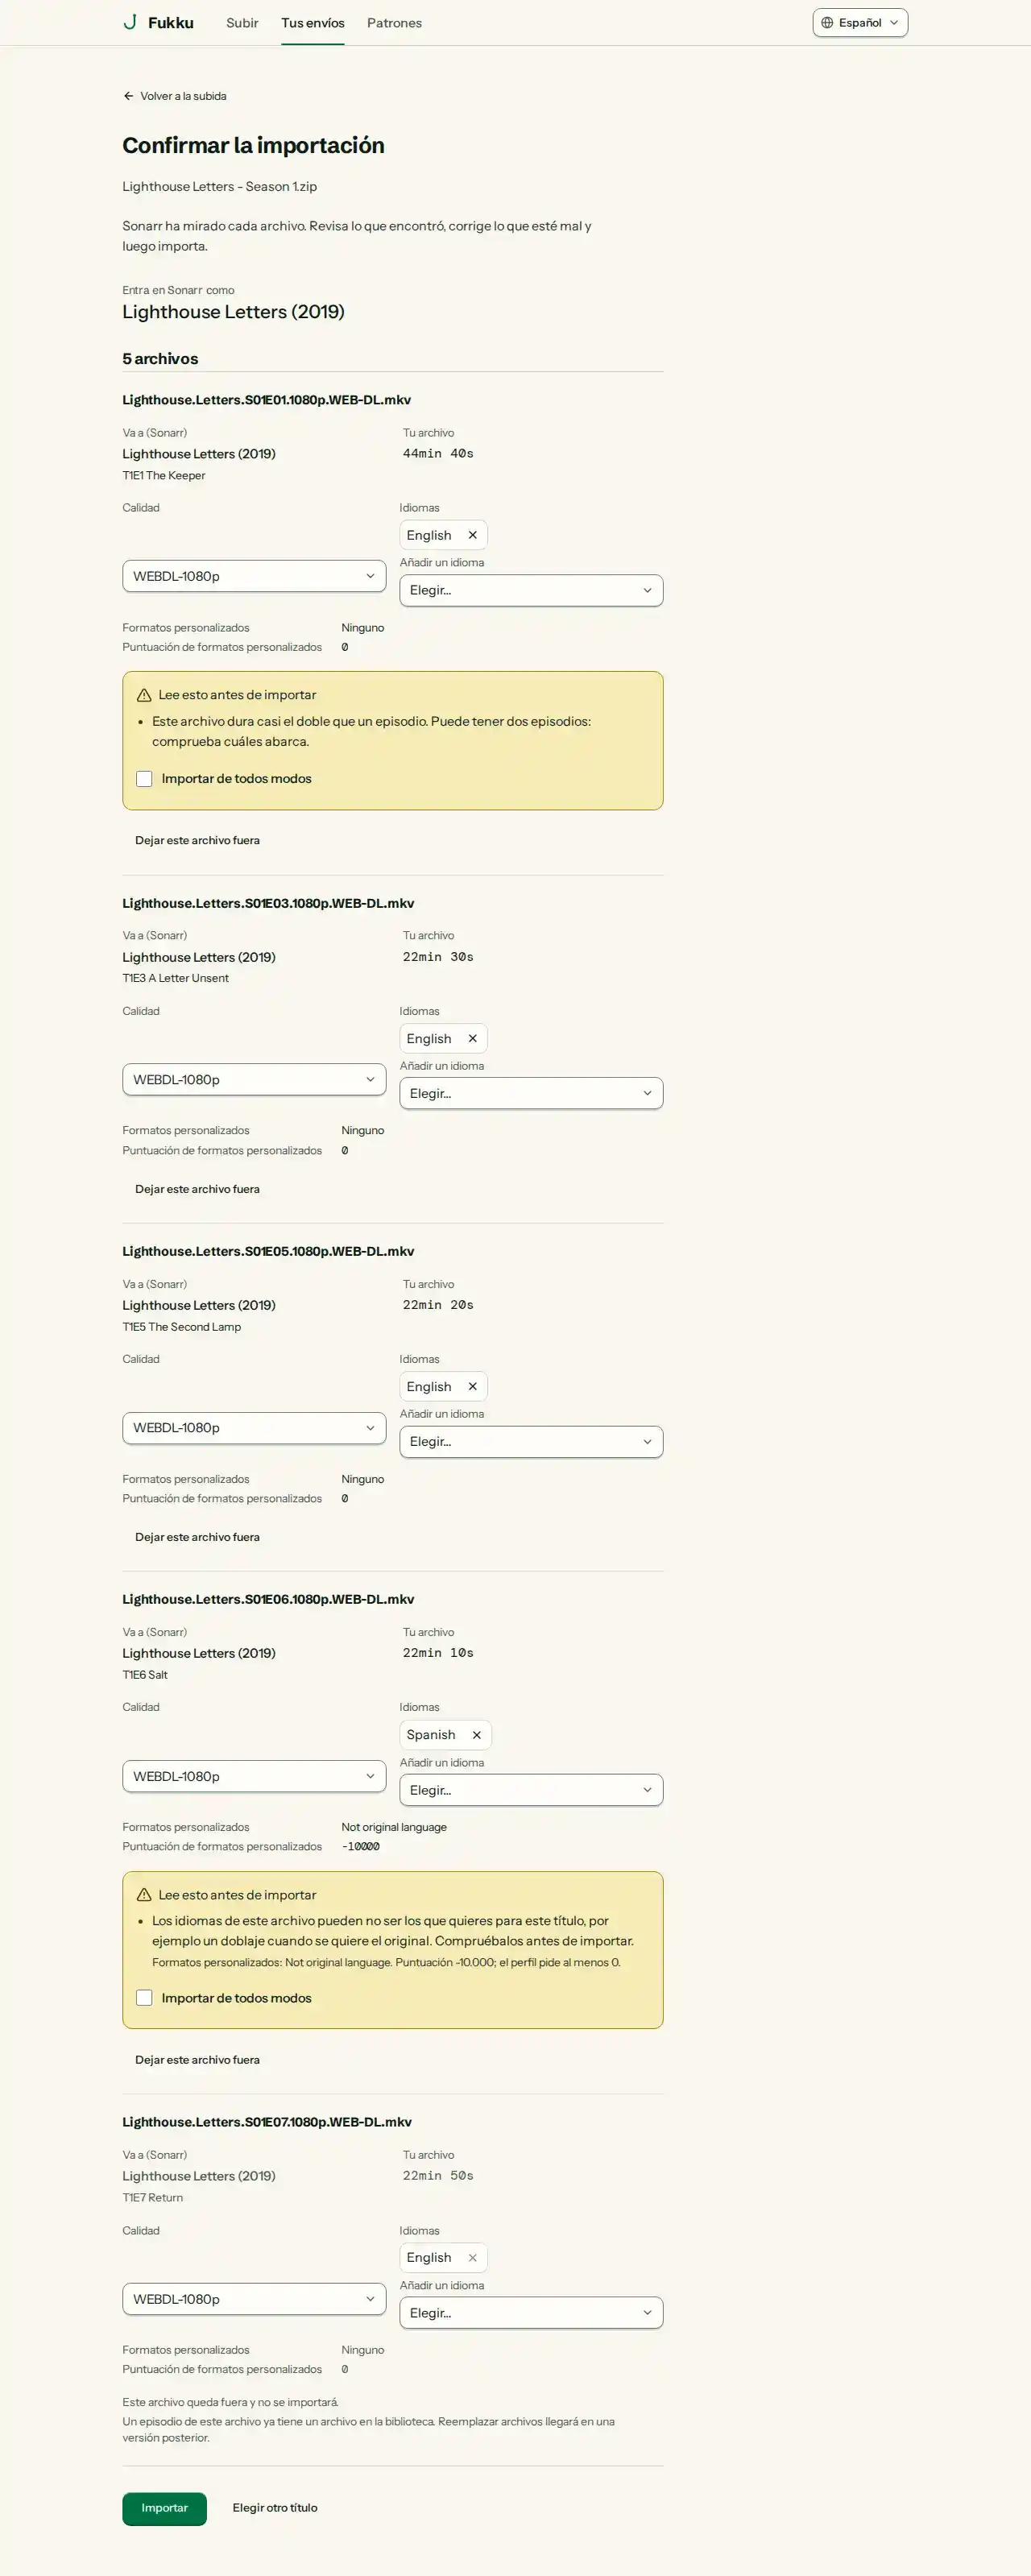 Fukku
Subir
Tus envíos
Patrones
Español
Volver a la subida
Confirmar la importación
Lighthouse Letters - Season 1.zip
Sonarr ha mirado cada archivo. Revisa lo que encontró, corrige lo que esté mal y
luego importa.
Entra en Sonarr como
Lighthouse Letters (2019)
5 archivos
Lighthouse.Letters.S01E01.1080p.WEB-DL.mkv
Va a (Sonarr)
Tu archivo
Lighthouse Letters (2019)
44min 40s
T1E1 The Keeper
Calidad
Idiomas
English
Añadir un idioma
WEBDL-1080p
Elegir...
Formatos personalizados
Ninguno
Puntuación de formatos personalizados
0
Lee esto antes de importar
• Este archivo dura casi el doble que un episodio. Puede tener dos episodios:
comprueba cuáles abarca.
Importar de todos modos
Dejar este archivo fuera
Lighthouse.Letters.S01E03.1080p.WEB-DL.mkv
Va a (Sonarr)
Tu archivo
Lighthouse Letters (2019)
22min 30s
T1E3 A Letter Unsent
Calidad
Idiomas
English
Añadir un idioma
WEBDL-1080p
Elegir...
Formatos personalizados
Ninguno
Puntuación de formatos personalizados
0
Dejar este archivo fuera
Lighthouse.Letters.S01E05.1080p.WEB-DL.mkv
Va a (Sonarr)
Tu archivo
Lighthouse Letters (2019)
22min 20s
T1E5 The Second Lamp
Calidad
Idiomas
English
Añadir un idioma
WEBDL-1080p
Elegir...
Formatos personalizados
Ninguno
Puntuación de formatos personalizados
0
Dejar este archivo fuera
Lighthouse.Letters.S01E06.1080p.WEB-DL.mkv
Va a (Sonarr)
Tu archivo
Lighthouse Letters (2019)
22min 10s
T1E6 Salt
Calidad
Idiomas
Spanish
Añadir un idioma
WEBDL-1080p
Elegir...
Formatos personalizados
Not original language
Puntuación de formatos personalizados
-10000
Lee esto antes de importar
• Los idiomas de este archivo pueden no ser los que quieres para este título, por
ejemplo un doblaje cuando se quiere el original. Compruébalos antes de importar.
Formatos personalizados: Not original language. Puntuación -10.000; el perfil pide al menos 0.
Importar de todos modos
Dejar este archivo fuera
Lighthouse.Letters.S01E07.1080p.WEB-DL.mkv
Va a (Sonarr)
Tu archivo
Lighthouse Letters (2019)
22min 50s
T1E7 Return
Calidad
Idiomas
English
Añadir un idioma
WEBDL-1080p
Elegir...
Formatos personalizados
Ninguno
Puntuación de formatos personalizados
0
Este archivo queda fuera y no se importará.
Un episodio de este archivo ya tiene un archivo en la biblioteca. Reemplazar archivos llegará en una
versión posterior.
Importar
Elegir otro título